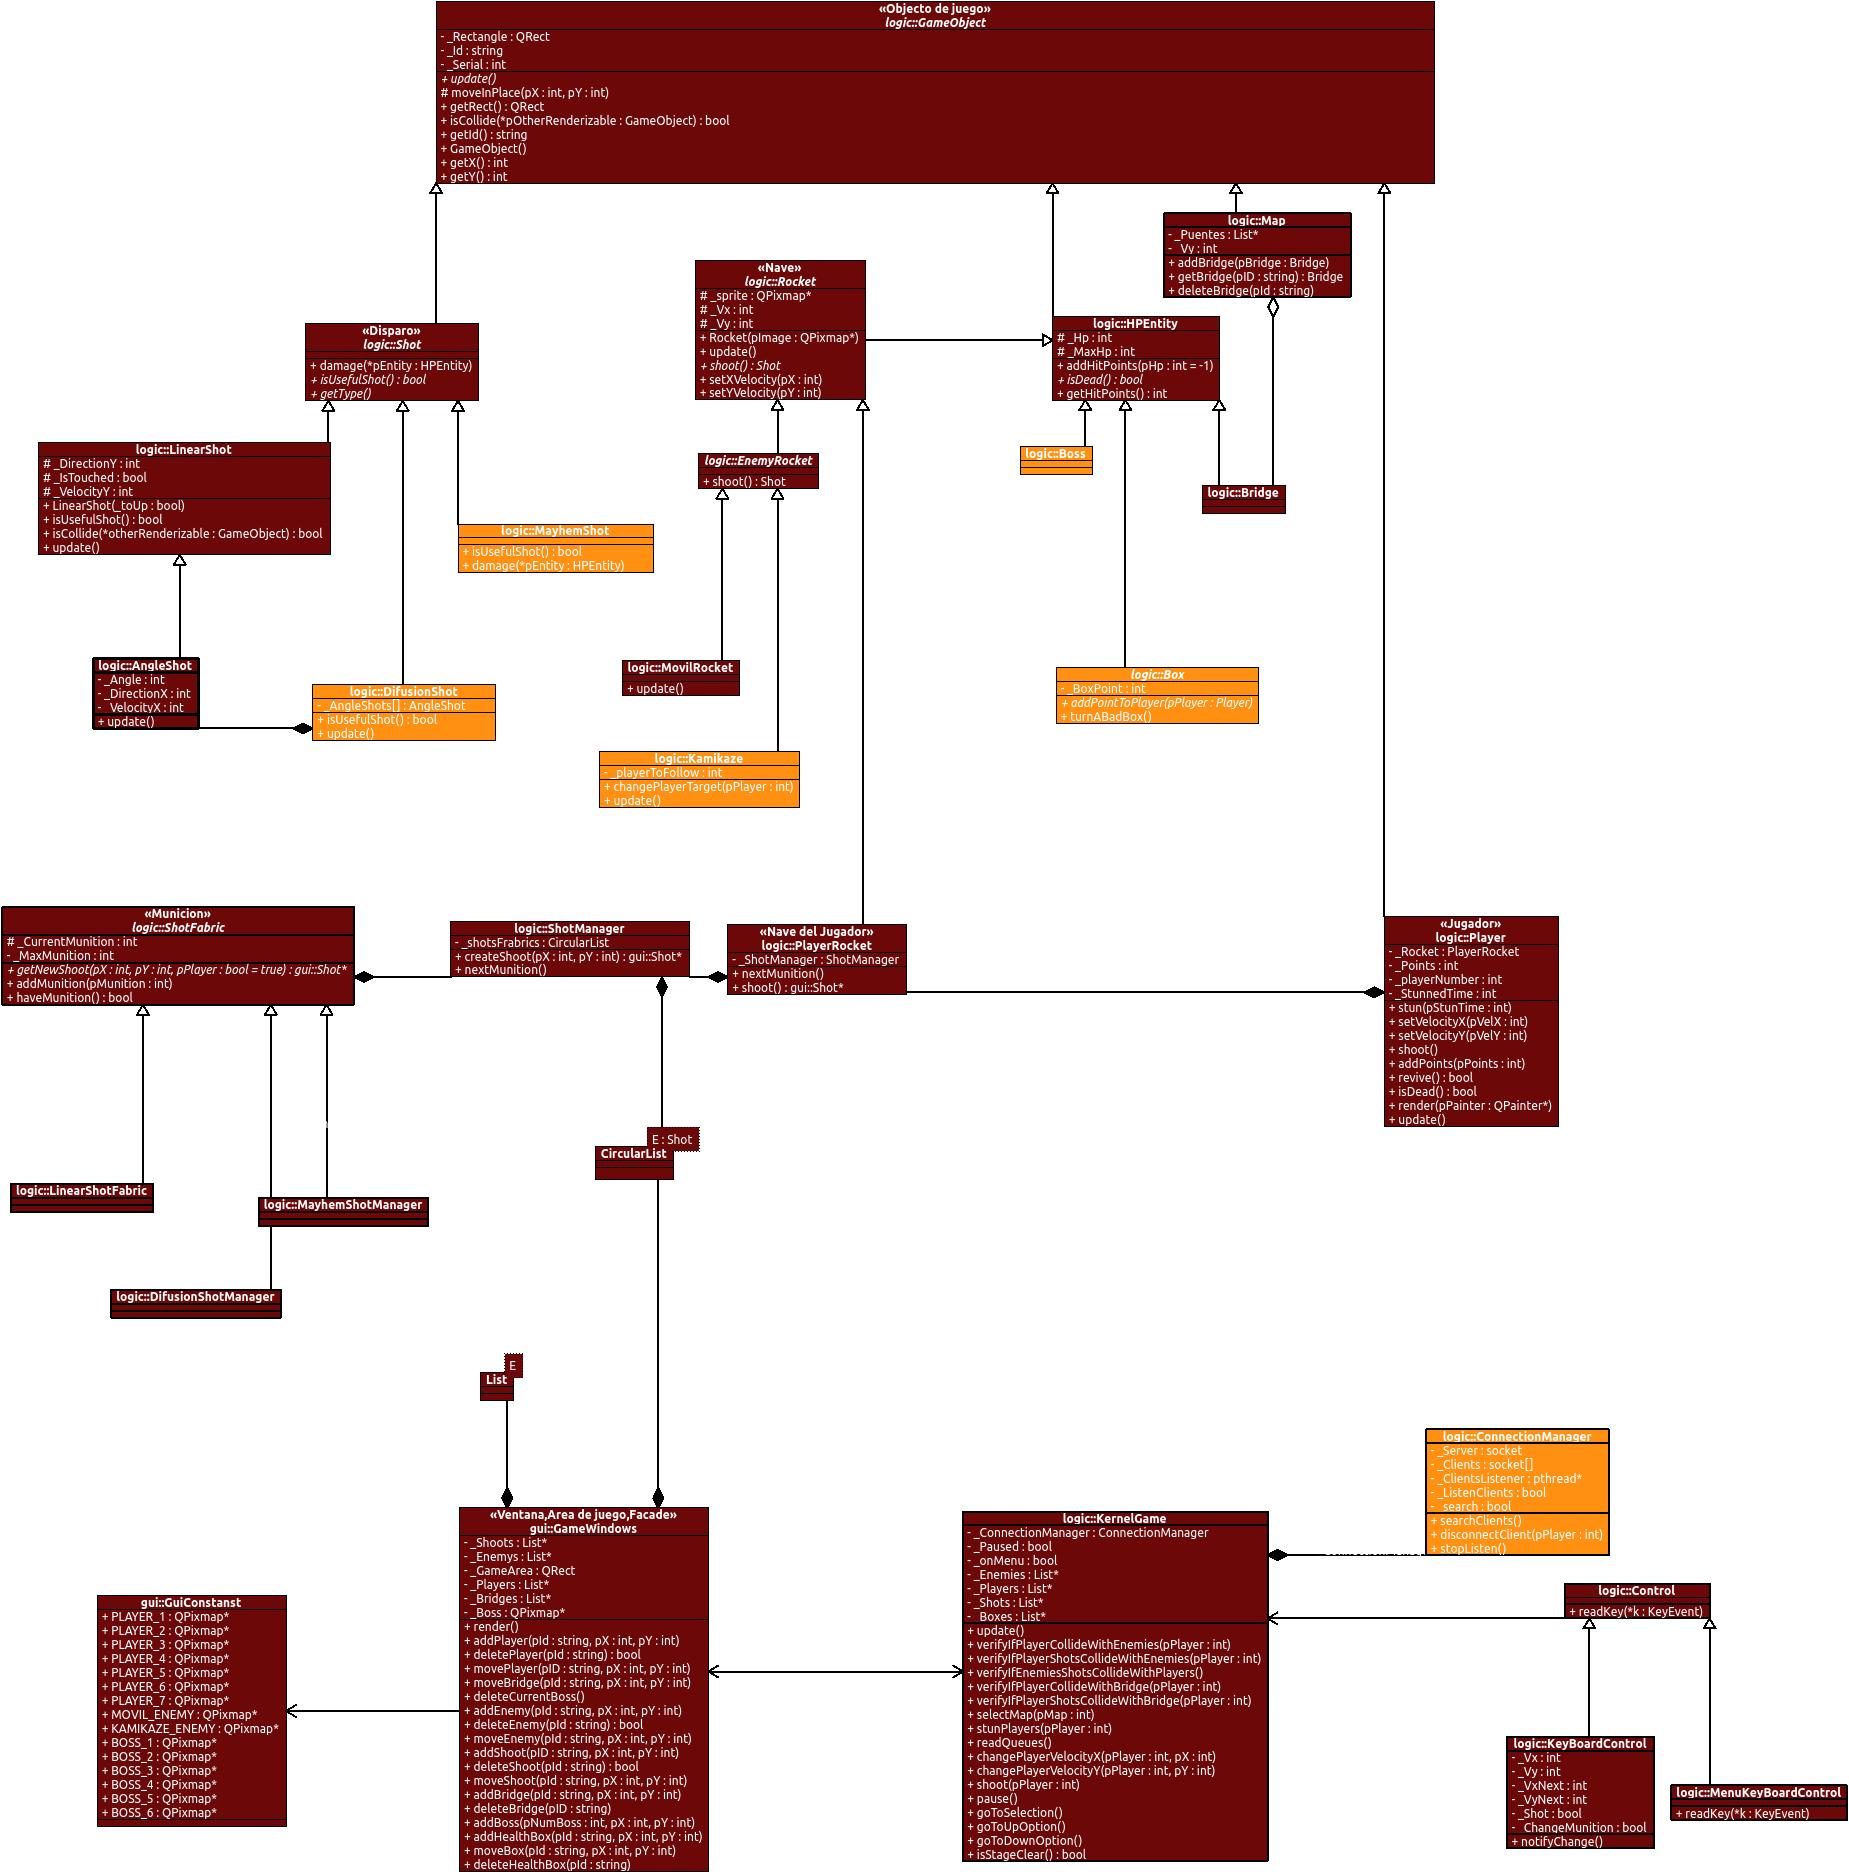 «Objecto de juego»
logic::GameObject
- _Rectangle : QRect
- _Id : string
- _Serial : int
+ update()
# moveInPlace(pX : int, pY : int)
+ getRect() : QRect
+ isCollide(*pOtherRenderizable : GameObject) : bool
+ getId() : string
+ GameObject()
+ getX() : int
+ getY() : int
logic::Map
- _Puentes : List*
- _Vy : int
+ addBridge(pBridge : Bridge)
+ getBridge(pID : string) : Bridge
+ deleteBridge(pId : string)
«Nave»
logic::Rocket
# _sprite : QPixmap*
# _Vx : int
# _Vy : int
+ Rocket(pImage : QPixmap*)
+ update()
+ shoot() : Shot
+ setXVelocity(pX : int)
+ setYVelocity(pY : int)
logic::HPEntity
# _Hp : int
# _MaxHp : int
+ addHitPoints(pHp : int = -1)
+ isDead() : bool
+ getHitPoints() : int
«Disparo»
logic::Shot
+ damage(*pEntity : HPEntity)
+ isUsefulShot() : bool
+ getType()
logic::LinearShot
# _DirectionY : int
# _IsTouched : bool
# _VelocityY : int
+ LinearShot(_toUp : bool)
+ isUsefulShot() : bool
+ isCollide(*otherRenderizable : GameObject) : bool
+ update()
logic::EnemyRocket
+ shoot() : Shot
logic::Boss
logic::Bridge
logic::MayhemShot
+ isUsefulShot() : bool
+ damage(*pEntity : HPEntity)
logic::AngleShot
- _Angle : int
- _DirectionX : int
- _VelocityX : int
+ update()
logic::DifusionShot
- _AngleShots[] : AngleShot
+ isUsefulShot() : bool
+ update()
logic::MovilRocket
+ update()
logic::Box
- _BoxPoint : int
+ addPointToPlayer(pPlayer : Player)
+ turnABadBox()
logic::Kamikaze
- _playerToFollow : int
+ changePlayerTarget(pPlayer : int)
+ update()
«Municion»
logic::ShotFabric
# _CurrentMunition : int
- _MaxMunition : int
+ getNewShoot(pX : int, pY : int, pPlayer : bool = true) : gui::Shot*
+ addMunition(pMunition : int)
+ haveMunition() : bool
logic::ShotManager
- _shotsFrabrics : CircularList
+ createShoot(pX : int, pY : int) : gui::Shot*
+ nextMunition()
«Nave del Jugador»
logic::PlayerRocket
- _ShotManager : ShotManager
+ nextMunition()
+ shoot() : gui::Shot*
«Jugador»
logic::Player
- _Rocket : PlayerRocket
- _Points : int
- _playerNumber : int
- _StunnedTime : int
+ stun(pStunTime : int)
+ setVelocityX(pVelX : int)
+ setVelocityY(pVelY : int)
+ shoot()
+ addPoints(pPoints : int)
+ revive() : bool
+ isDead() : bool
+ render(pPainter : QPainter*)
+ update()
E : Shot
CircularList
logic::LinearShotFabric
logic::MayhemShotManager
logic::DifusionShotManager
E
List
logic::ConnectionManager
- _Server : socket
- _Clients : socket[]
- _ClientsListener : pthread*
- _ListenClients : bool
- _search : bool
+ searchClients()
+ disconnectClient(pPlayer : int)
+ stopListen()
«Ventana,Area de juego,Facade»
gui::GameWindows
- _Shoots : List*
- _Enemys : List*
- _GameArea : QRect
- _Players : List*
- _Bridges : List*
- _Boss : QPixmap*
+ render()
+ addPlayer(pId : string, pX : int, pY : int)
+ deletePlayer(pId : string) : bool
+ movePlayer(pID : string, pX : int, pY : int)
+ moveBridge(pId : string, pX : int, pY : int)
+ deleteCurrentBoss()
+ addEnemy(pId : string, pX : int, pY : int)
+ deleteEnemy(pId : string) : bool
+ moveEnemy(pId : string, pX : int, pY : int)
+ addShoot(pID : string, pX : int, pY : int)
+ deleteShoot(pId : string) : bool
+ moveShoot(pId : string, pX : int, pY : int)
+ addBridge(pId : string, pX : int, pY : int)
+ deleteBridge(pID : string)
+ addBoss(pNumBoss : int, pX : int, pY : int)
+ addHealthBox(pId : string, pX : int, pY : int)
+ moveBox(pId : string, pX : int, pY : int)
+ deleteHealthBox(pId : string)
logic::KernelGame
- _ConnectionManager : ConnectionManager
- _Paused : bool
- _onMenu : bool
- _Enemies : List*
- _Players : List*
- _Shots : List*
- _Boxes : List*
+ update()
+ verifyIfPlayerCollideWithEnemies(pPlayer : int)
+ verifyIfPlayerShotsCollideWithEnemies(pPlayer : int)
+ verifyIfEnemiesShotsCollideWithPlayers()
+ verifyIfPlayerCollideWithBridge(pPlayer : int)
+ verifyIfPlayerShotsCollideWithBridge(pPlayer : int)
+ selectMap(pMap : int)
+ stunPlayers(pPlayer : int)
+ readQueues()
+ changePlayerVelocityX(pPlayer : int, pX : int)
+ changePlayerVelocityY(pPlayer : int, pY : int)
+ shoot(pPlayer : int)
+ pause()
+ goToSelection()
+ goToUpOption()
+ goToDownOption()
+ isStageClear() : bool
gui::GuiConstanst
+ PLAYER_1 : QPixmap*
+ PLAYER_2 : QPixmap*
+ PLAYER_3 : QPixmap*
+ PLAYER_4 : QPixmap*
+ PLAYER_5 : QPixmap*
+ PLAYER_6 : QPixmap*
+ PLAYER_7 : QPixmap*
+ MOVIL_ENEMY : QPixmap*
+ KAMIKAZE_ENEMY : QPixmap*
+ BOSS_1 : QPixmap*
+ BOSS_2 : QPixmap*
+ BOSS_3 : QPixmap*
+ BOSS_4 : QPixmap*
+ BOSS_5 : QPixmap*
+ BOSS_6 : QPixmap*
logic::Control
+ readKey(*k : KeyEvent)
logic::KeyBoardControl
- _Vx : int
- _Vy : int
- _VxNext : int
- _VyNext : int
- _Shot : bool
- _ChangeMunition : bool
+ notifyChange()
logic::MenuKeyBoardControl
+ readKey(*k : KeyEvent)